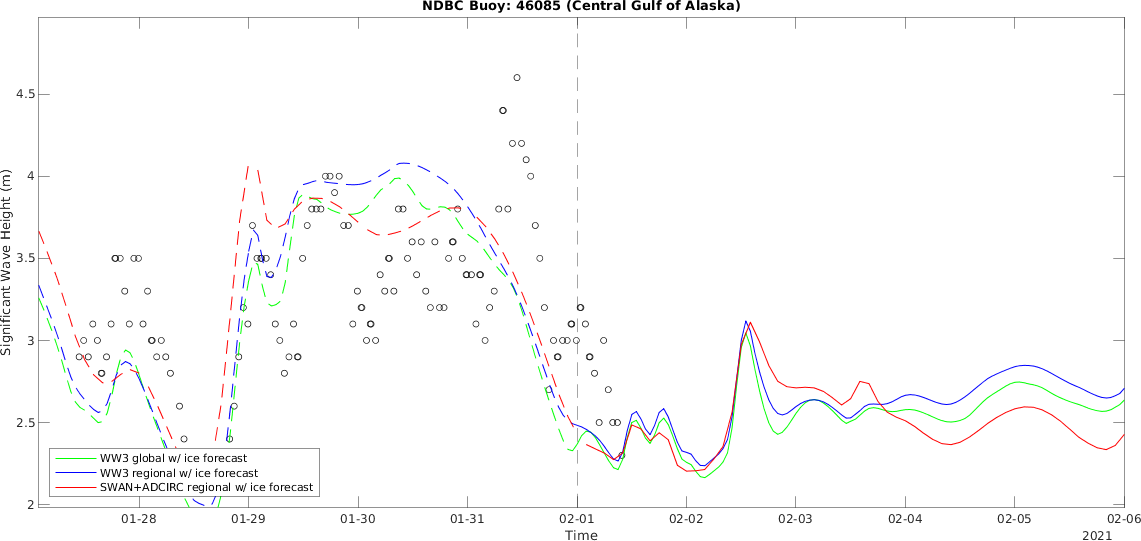 NDBC Buoy: 46085 (Central Gulf of Alaska)
Significant Wave Height (m)
4.5
4
3.5
3
2.5
2
WW3 global w/ ice forecast
WW3 regional w/ ice forecast
SWAN+ADCIRC regional w/ ice forecast
01-28 01-29 01-30 01-31 02-01 02-02 02-03 02-04 02-05 02-06
Time
2021